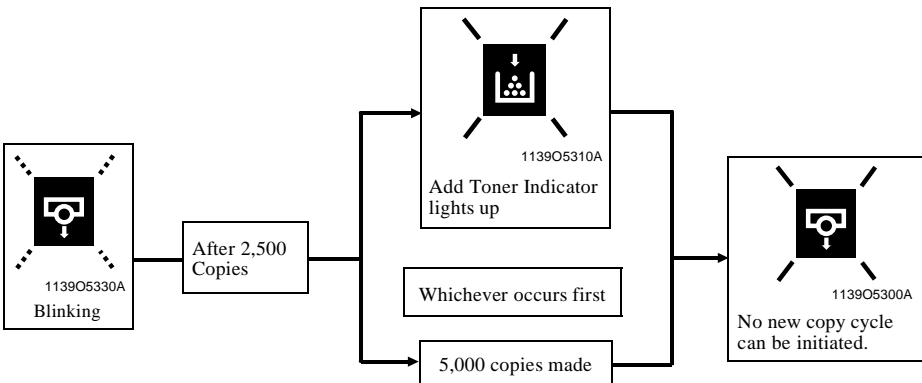 1139O5330A
Blinking
After 2,500
Copies
1139O5310A
Add Toner Indicator
lights up
Whichever occurs first
5,000 copies made
1139O5300A
No new copy cycle
can be initiated.